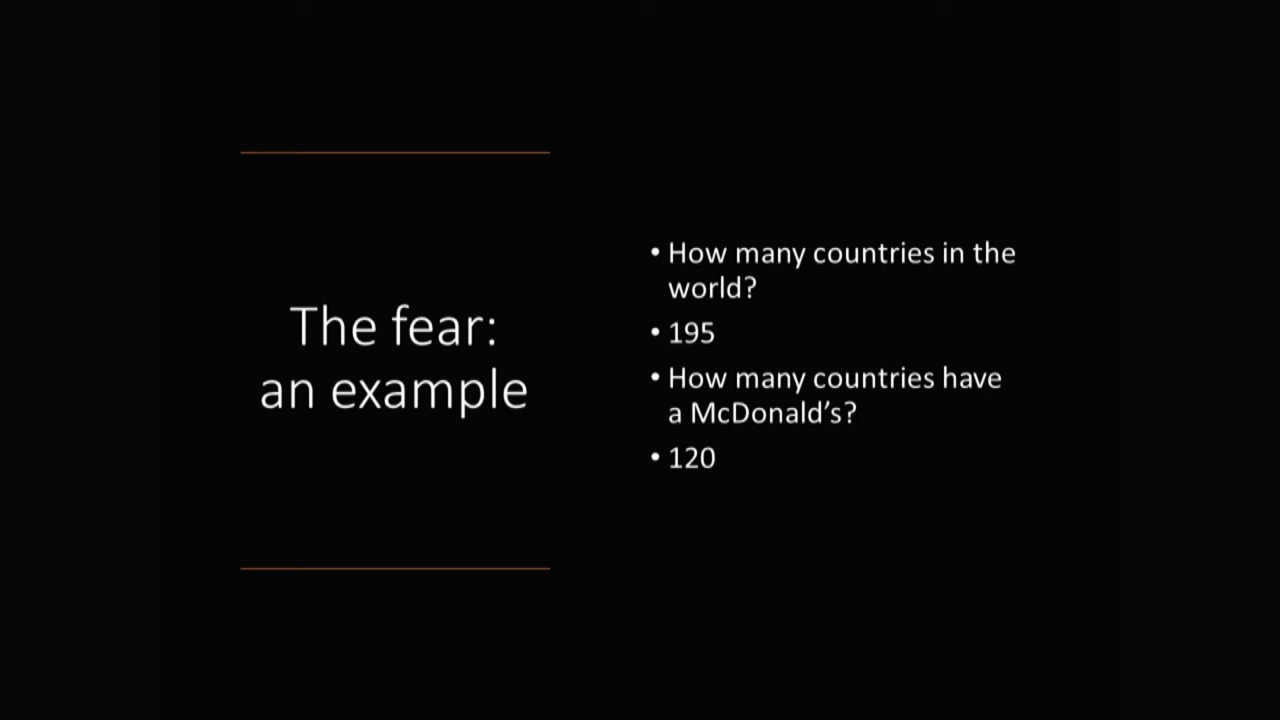 The fear:
an example
• How many countries in the
world?
• 195
• How many countries have
a McDonald’s?
• 120